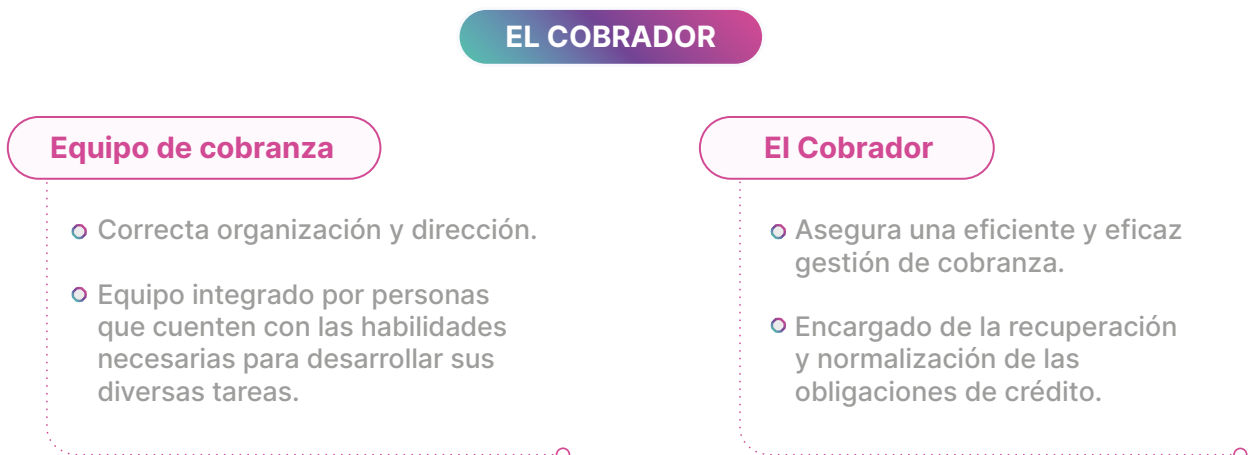 EL COBRADOR
Equipo de cobranza
Correcta organización y dirección.
Equipo integrado por personas
que cuenten con las habilidades
necesarias para desarrollar sus
diversas tareas.
El Cobrador
Asegura una eficiente y eficaz
gestión de cobranza.
Encargado de la recuperación
y normalización de las
obligaciones de crédito.